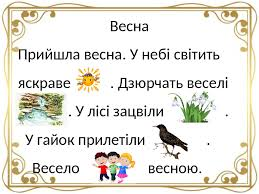 Весна
Прийшла весна. У небі світить
яскраве . Дзюрчать веселі
. У лісі зацвіли .
У гайок прилетіли .
Весело весною.